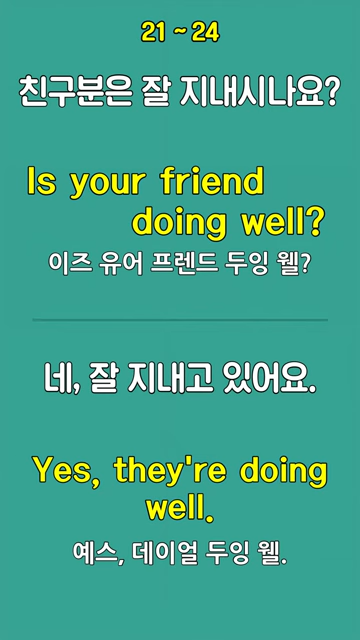 21 ~ 24
친구분은 잘 지내시나요?
Is your friend
doing well?
이즈 유어 프렌드 두잉 웰?
네, 잘 지내고 있어요.
Yes, they're doing
well.
예스, 데이얼 두잉 웰.